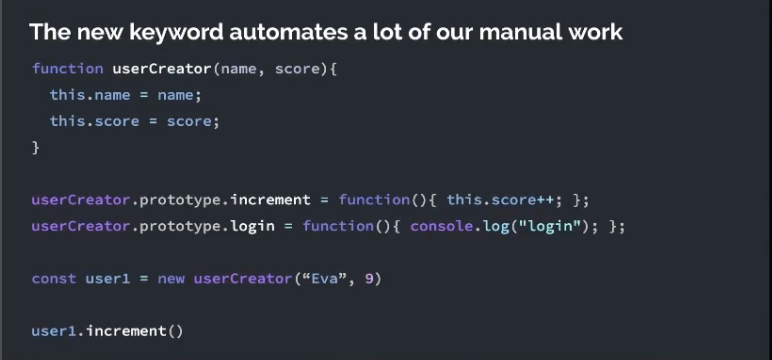 The new keyword automates a lot of our manual work
function userCreator(name, score){
this.name = name;
this.score = score;
}
userCreator.prototype.increment = function(){ this.score++; };
userCreator.prototype.login = function(){ console.log("login"); };
const user1 = new userCreator(“Eva”, 9)
user1.increment()